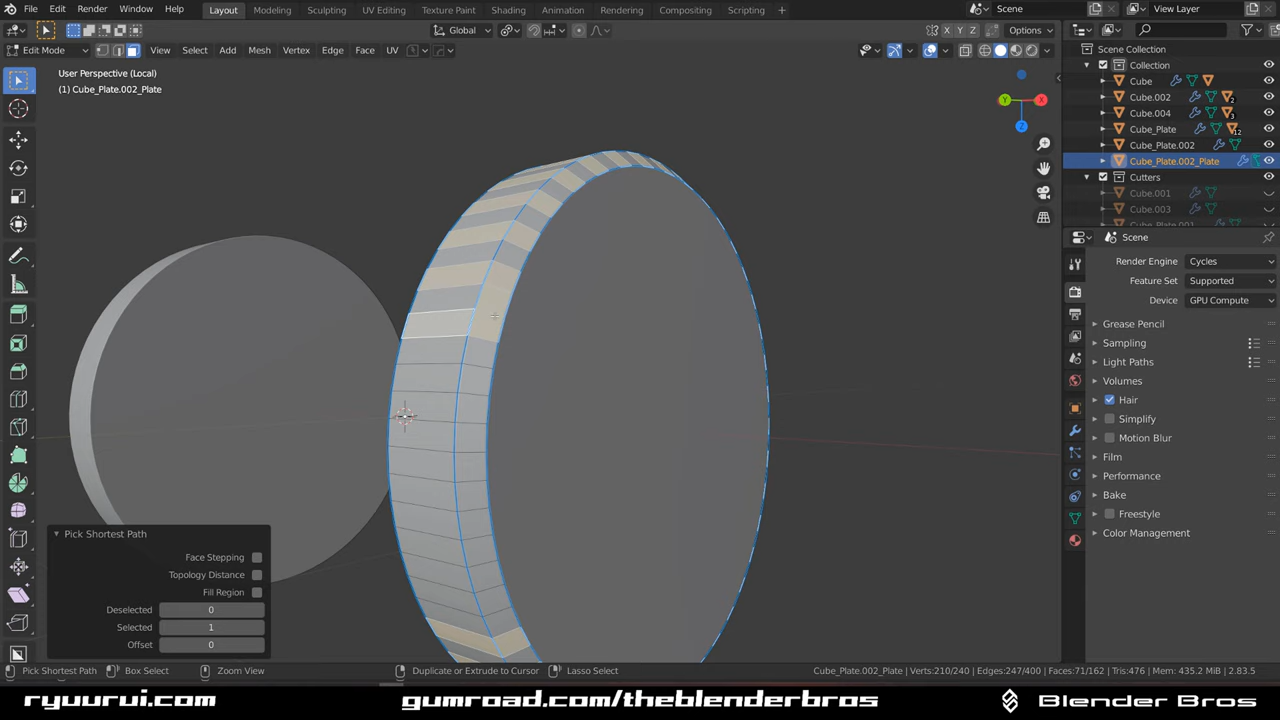 File Edit Render Window Help Layout Modeling Sculpting UV Editing Texture Paint Shading Animation Rendering Compositing Scripting + Scene View Layer
Global Options
Edit Mode View Select Add Mesh Vertex Edge Face UV X Y Z
User Perspective (Local)
(1) Cube_Plate.002_Plate
Y X
Z
Scene Collection
Collection
Cube
Cube.002 2
Cube.004 3
Cube_Plate 12
Cube_Plate.002
Cube_Plate.002_Plate
Cutters
Cube.001
Cube.003
Cube_Plate.001
Scene
Render Engine Cycles
Feature Set Supported
Device GPU Compute
Grease Pencil
Sampling
Light Paths
Volumes
Hair
Simplify
Motion Blur
Film
Performance
Bake
Freestyle
Color Management
Pick Shortest Path
Face Stepping
Topology Distance
Fill Region
Deselected 0
Selected 1
Offset 0
Pick Shortest Path Box Select Zoom View Duplicate or Extrude to Cursor Lasso Select Cube_Plate.002_Plate | Verts:210/240 | Edges:247/400 | Faces:71/162 | Tris:476 | Mem: 435.2 MiB | 2.83.5
ryuurui.com gumroad.com/theblenderbros Blender Bros